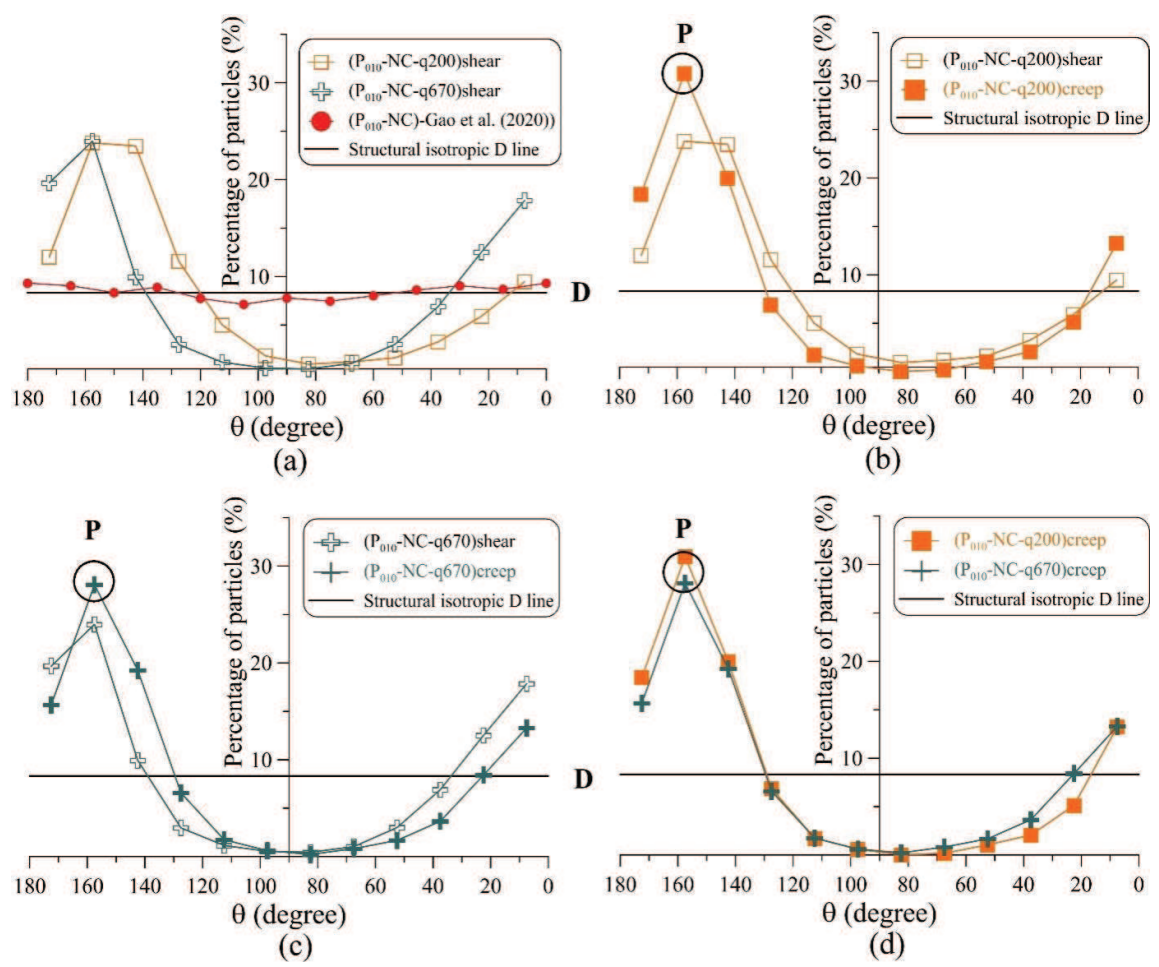 Percentage of particles (%)
30
20
10
(P010-NC-q200)shear
(P010-NC-q670)shear
(P010-NC)-Gao et al. (2020))
Structural isotropic D line
180 160 140 120 100 80 60 40 20 0
θ (degree)
(a)
P
Percentage of particles (%)
30
20
10
(P010-NC-q200)shear
(P010-NC-q200)creep
Structural isotropic D line
D
180 160 140 120 100 80 60 40 20 0
θ (degree)
(b)
P
Percentage of particles (%)
30
20
10
(P010-NC-q670)shear
(P010-NC-q670)creep
Structural isotropic D line
180 160 140 120 100 80 60 40 20 0
θ (degree)
(c)
P
Percentage of particles (%)
30
20
10
(P010-NC-q200)creep
(P010-NC-q670)creep
Structural isotropic D line
D
180 160 140 120 100 80 60 40 20 0
θ (degree)
(d)